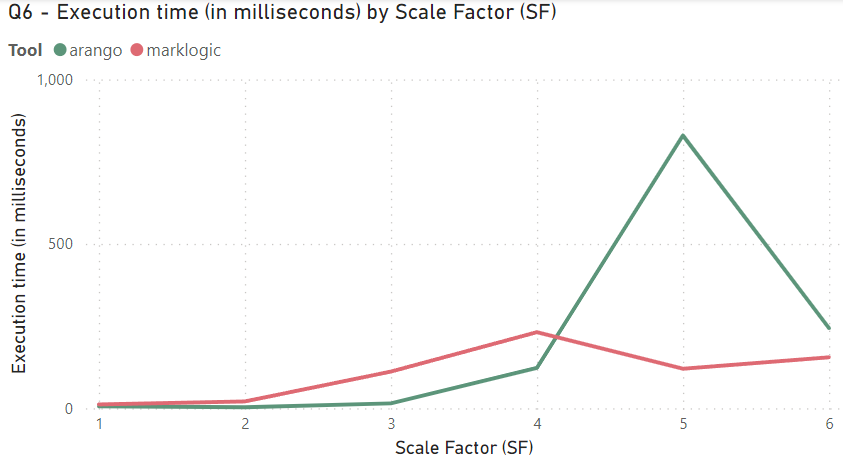 Q6 - Execution time (in milliseconds) by Scale Factor (SF)
Tool arango marklogic
Execution time (in milliseconds)
1,000
500
0
1 2 3 4 5 6
Scale Factor (SF)